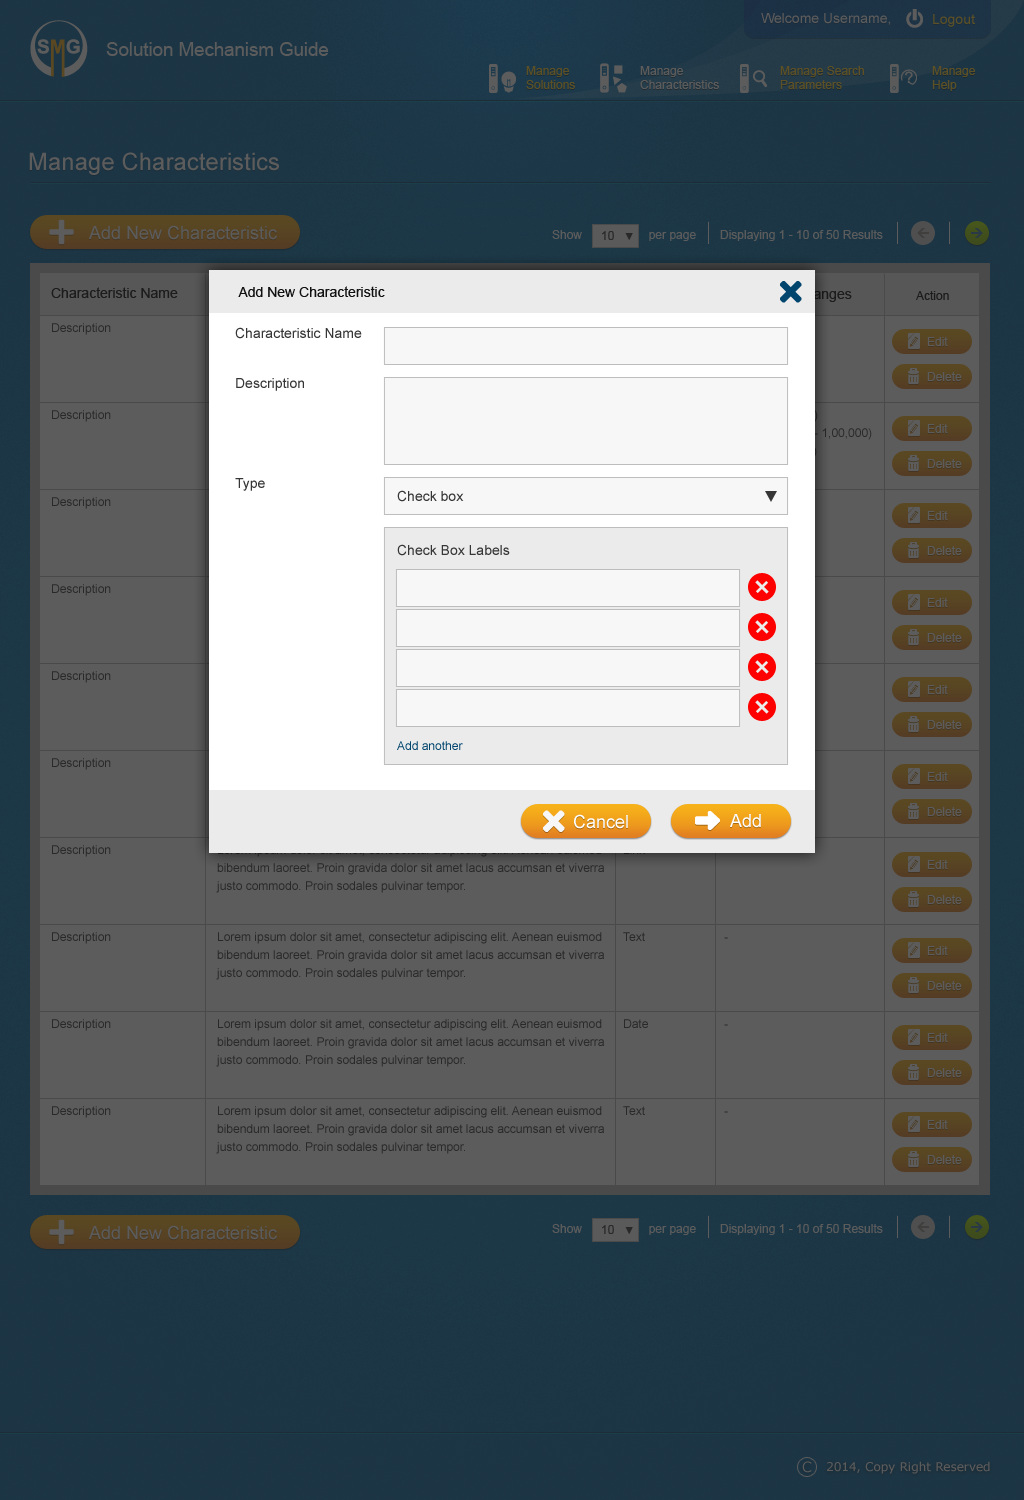 Welcome Username,
Logout
SMG
Solution Mechanism Guide
Manage
Solutions
Manage
Characteristics
Manage Search
Parameters
Manage
Help
Manage Characteristics
Add New Characteristic
Show 10 per page
Displaying 1 - 10 of 50 Results
Characteristic Name
anges
Action
Add New Characteristic
Characteristic Name
Description
Type
Check box
Check Box Labels
Add another
Cancel
Add
Description
Edit
Delete
Description
- 1,00,000)
Edit
Delete
Description
Edit
Delete
Description
Edit
Delete
Description
Edit
Delete
Description
Edit
Delete
Description
bibendum laoreet. Proin gravida dolor sit amet lacus accumsan et viverra
justo commodo. Proin sodales pulvinar tempor.
Edit
Delete
Description
Lorem ipsum dolor sit amet, consectetur adipiscing elit. Aenean euismod
bibendum laoreet. Proin gravida dolor sit amet lacus accumsan et viverra
justo commodo. Proin sodales pulvinar tempor.
Text
-
Edit
Delete
Description
Lorem ipsum dolor sit amet, consectetur adipiscing elit. Aenean euismod
bibendum laoreet. Proin gravida dolor sit amet lacus accumsan et viverra
justo commodo. Proin sodales pulvinar tempor.
Date
-
Edit
Delete
Description
Lorem ipsum dolor sit amet, consectetur adipiscing elit. Aenean euismod
bibendum laoreet. Proin gravida dolor sit amet lacus accumsan et viverra
justo commodo. Proin sodales pulvinar tempor.
Text
-
Edit
Delete
Add New Characteristic
Show 10 per page
Displaying 1 - 10 of 50 Results
© 2014, Copy Right Reserved